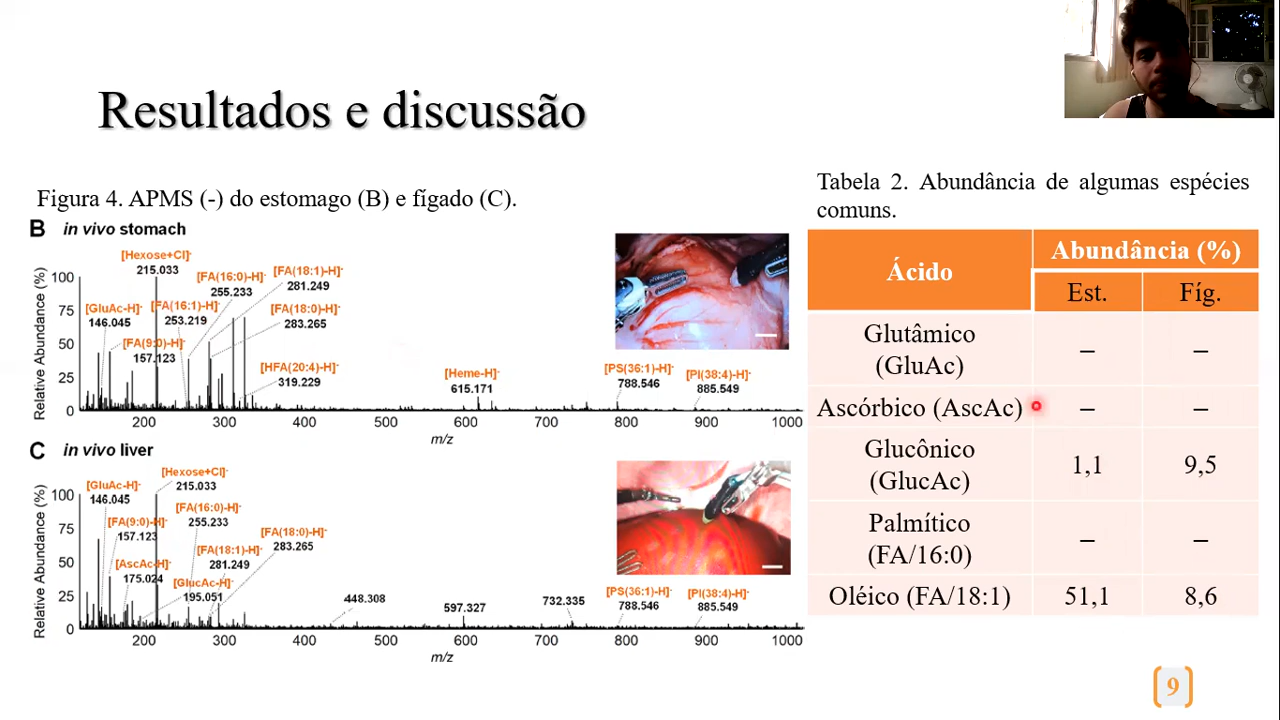 Resultados e discussão
Figura 4. APMS (-) do estomago (B) e fígado (C).
B in vivo stomach
Relative Abundance (%)
100
75
50
25
0
[Hexose+Cl]-
215.033
[GluAc-H]-
146.045
[FA(9:0)-H]-
157.123
[FA(16:1)-H]-
253.219
[FA(16:0)-H]-
255.233
[FA(18:1)-H]-
281.249
[FA(18:0)-H]-
283.265
[HFA(20:4)-H]-
319.229
[Heme-H]-
615.171
[PS(36:1)-H]-
788.546
[PI(38:4)-H]-
885.549
200 300 400 500 600 700 800 900 1000
m/z
C in vivo liver
Relative Abundance (%)
100
75
50
25
0
[Hexose+Cl]-
215.033
[GluAc-H]-
146.045
[FA(9:0)-H]-
157.123
[AscAc-H]-
175.024
[FA(16:0)-H]-
255.233
[FA(18:1)-H]-
281.249
[GlucAc-H]-
195.051
[FA(18:0)-H]-
283.265
448.308
597.327
732.335
[PS(36:1)-H]-
788.546
[PI(38:4)-H]-
885.549
200 300 400 500 600 700 800 900 1000
m/z
Tabela 2. Abundância de algumas espécies
comuns.
Ácido Abundância (%)
Est. Fíg.
Glutâmico
(GluAc) – –
Ascórbico (AscAc) – –
Glucônico
(GlucAc) 1,1 9,5
Palmítico
(FA/16:0) – –
Oléico (FA/18:1) 51,1 8,6
9